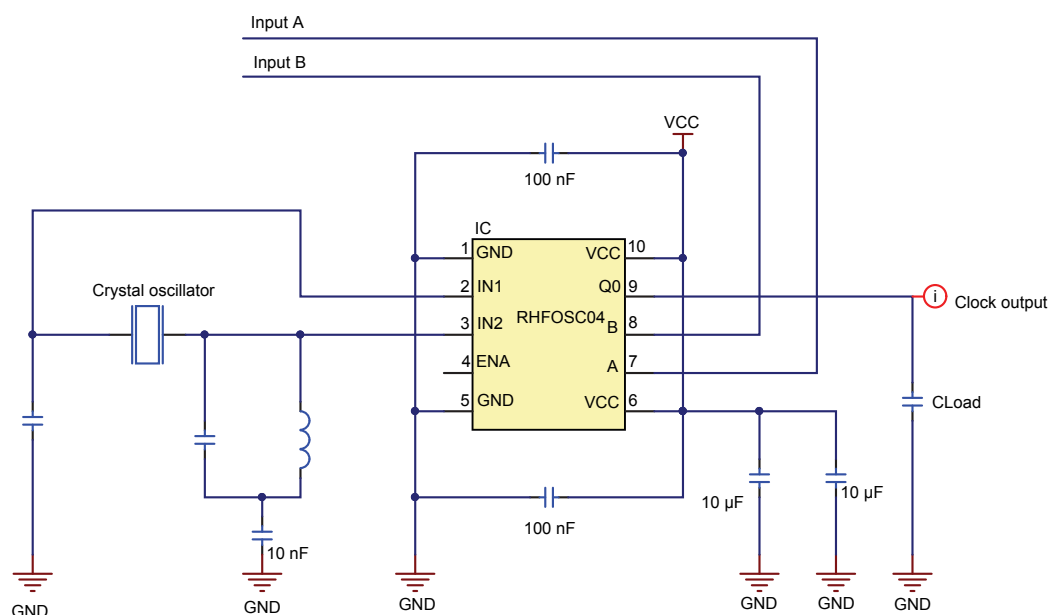 Input A
Input B
VCC
100 nF
IC
1 GND VCC 10
2 IN1 Q0 9
Crystal oscillator
i Clock output
RHFOSC04
3 IN2 B 8
4 ENA A 7
5 GND VCC 6
CLoad
10 µF 10 µF
100 nF
10 nF
GND GND GND GND GND GND